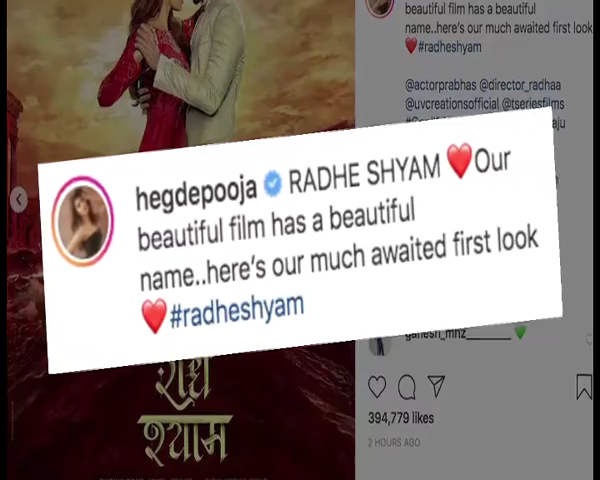 beautiful film has a beautiful
name..here's our much awaited first look
❤️#radheshyam
@actorprabhas @director_radhaa
@uvcreationsofficial @tseriesfilms
hegdepooja RADHE SHYAM ❤️Our
beautiful film has a beautiful
name..here's our much awaited first look
❤️#radheshyam
राधे
श्याम
394,779 likes
2 HOURS AGO